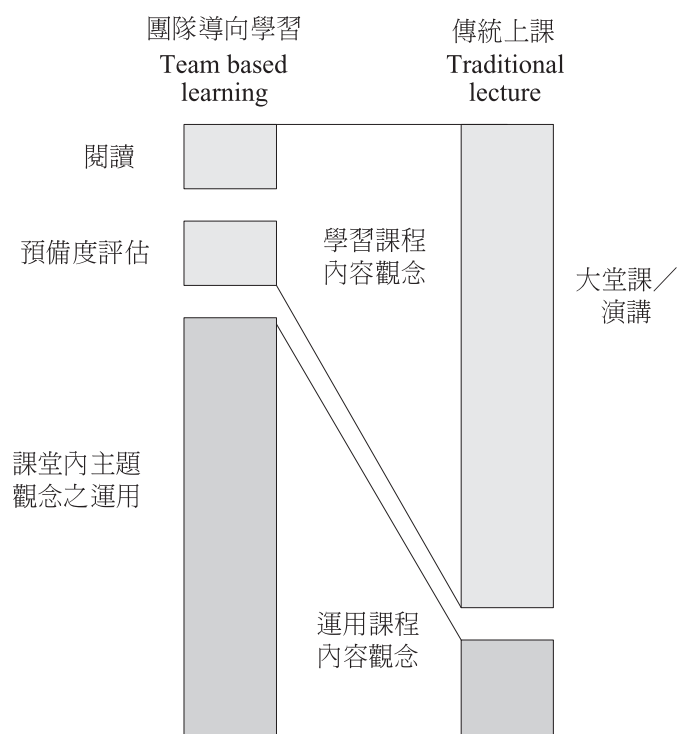 團隊導向學習
Team based
learning
傳統上課
Traditional
lecture
閱讀
預備度評估
學習課程
內容觀念
大堂課／
演講
課堂內主題
觀念之運用
運用課程
內容觀念